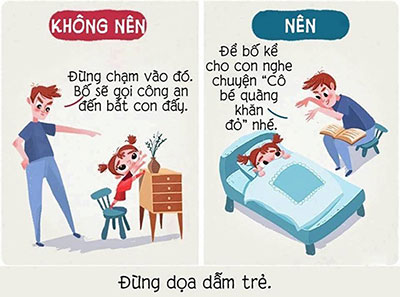 KHÔNG NÊN
Đừng chạm vào đó.
Bố sẽ gọi công an
đến bắt con đấy.
NÊN
Để bố kể
cho con nghe
chuyện “Cô
bé quàng
khăn
đỏ” nhé.
Đừng dọa dẫm trẻ.